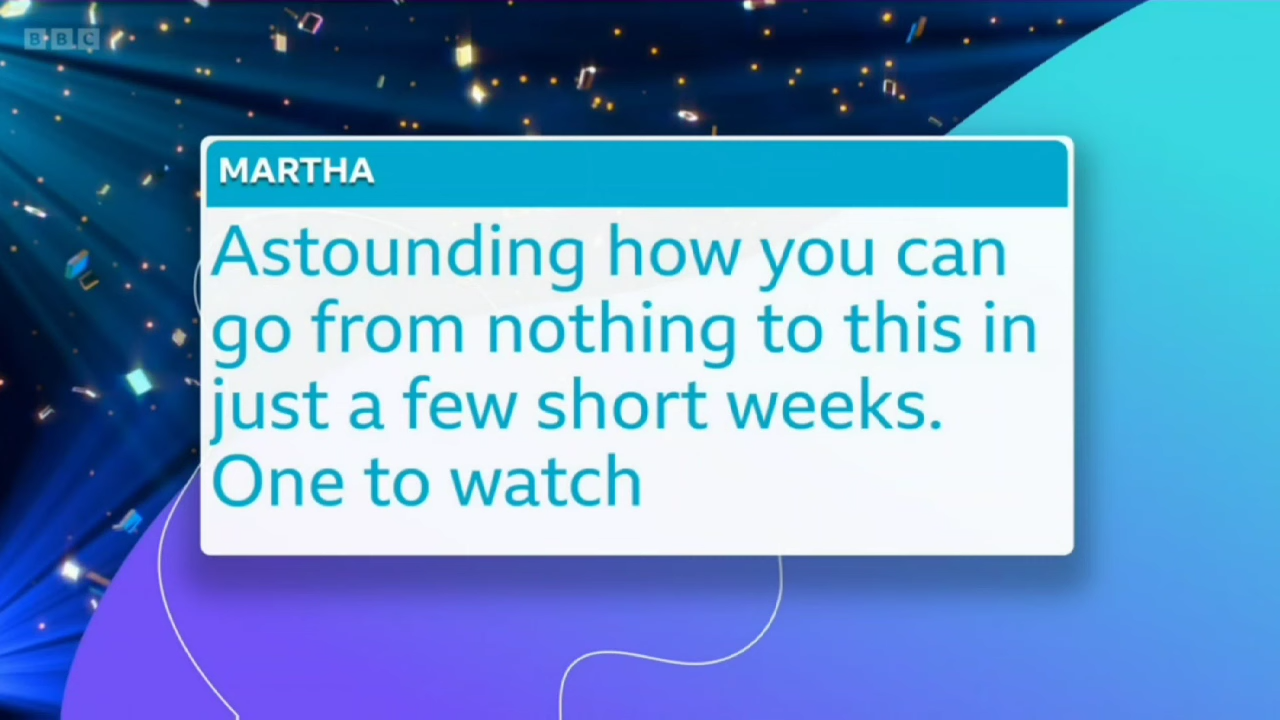 BBC
MARTHA
Astounding how you can
go from nothing to this in
just a few short weeks.
One to watch